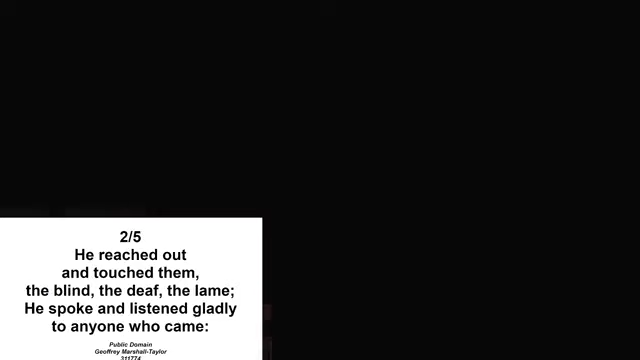 2/5
He reached out
and touched them,
the blind, the deaf, the lame;
He spoke and listened gladly
to anyone who came:
Public Domain
Geoffrey Marshall-Taylor
311774